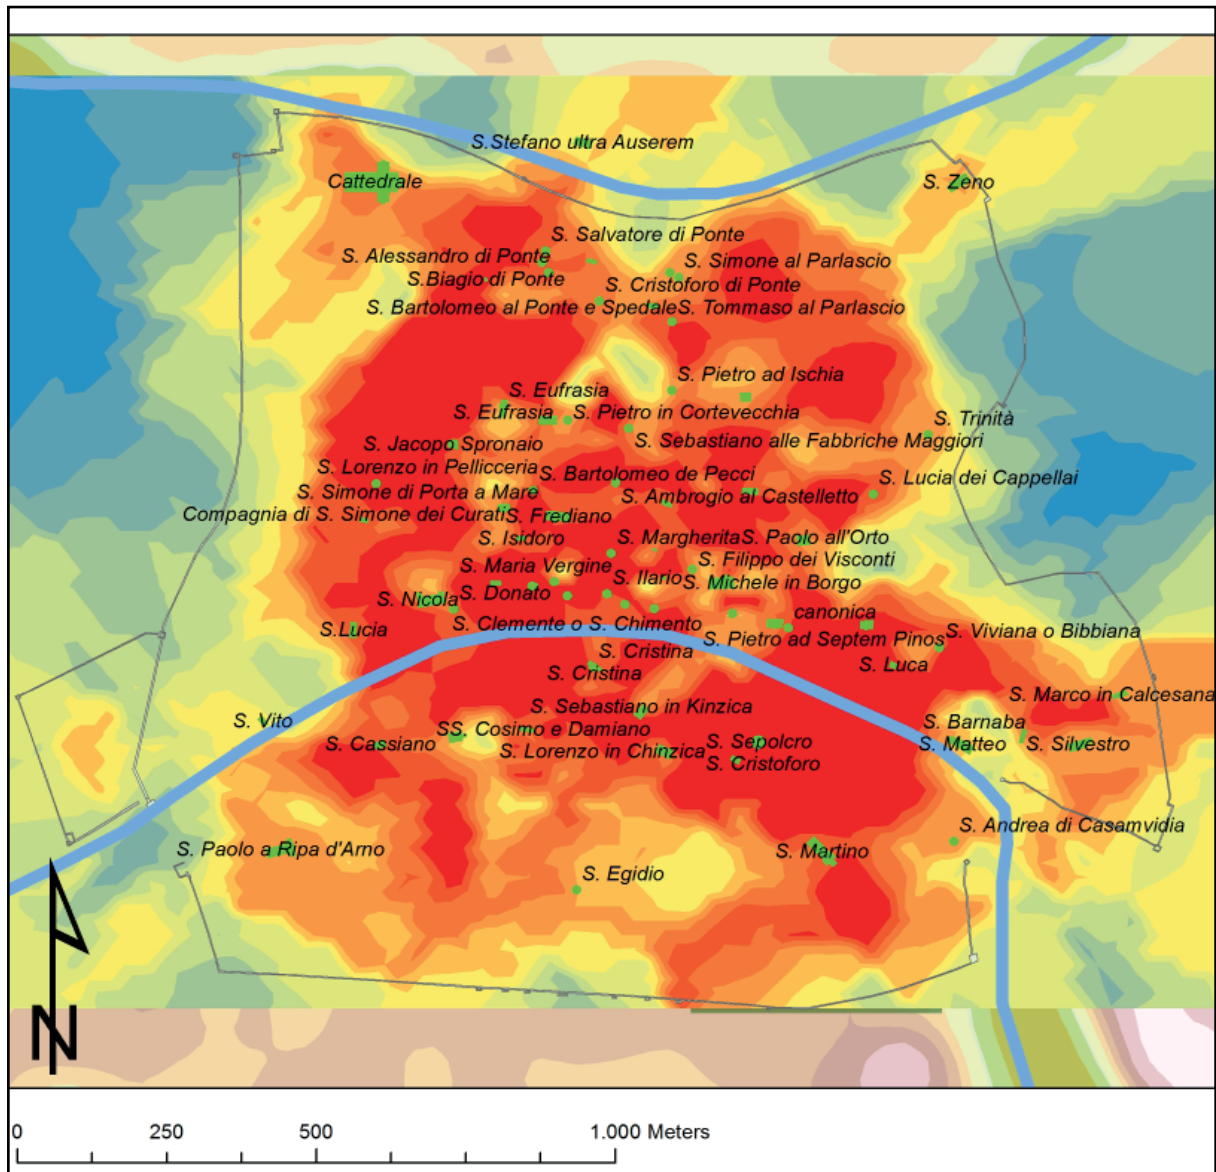 S.Stefano ultra Auserem
Cattedrale
S. Zeno
S. Salvatore di Ponte
S. Alessandro di Ponte
S. Simone al Parlascio
S.Biagio di Ponte
S. Cristoforo di Ponte
S. Bartolomeo al Ponte e Spedale
S. Tommaso al Parlascio
S. Pietro ad Ischia
S. Eufrasia
S. Eufrasia
S. Pietro in Cortevecchia
S. Trinità
S. Jacopo Spronaio
S. Sebastiano alle Fabbriche Maggiori
S. Lorenzo in Pellicceria
S. Bartolomeo de Pecci
S. Lucia dei Cappellai
S. Simone di Porta a Mare
S. Ambrogio al Castelletto
Compagnia di S. Simone dei Curati
S. Frediano
S. Isidoro
S. Margherita
S. Paolo all'Orto
S. Filippo dei Visconti
S. Maria Vergine
S. Ilario
S. Michele in Borgo
S. Nicola
S. Donato
canonica
S.Lucia
S. Clemente o S. Chimento
S. Pietro ad Septem Pinos
S. Viviana o Bibbiana
S. Cristina
S. Luca
S. Cristina
S. Marco in Calcesana
S. Sebastiano in Kinzica
S. Vito
S. Barnaba
SS. Cosimo e Damiano
S. Cassiano
S. Lorenzo in Chinzica
S. Sepolcro
S. Matteo
S. Silvestro
S. Cristoforo
S. Andrea di Casamvidia
S. Paolo a Ripa d'Arno
S. Martino
S. Egidio
N
0 250 500 1.000 Meters